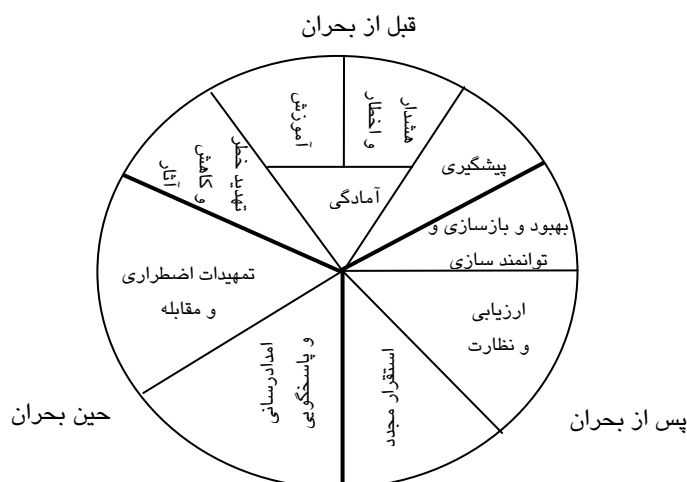 قبل از بحران
هشدار
و اخطار
آموزش
تهدید خطر
و کاهش
آثار
پیشگیری
آمادگی
بهبود و بازسازی و
توانمند سازی
تمهیدات اضطراری
و مقابله
ارزیابی
و نظارت
امدادرسانی
و پاسخگویی
استقرار مجدد
حین بحران
پس از بحران